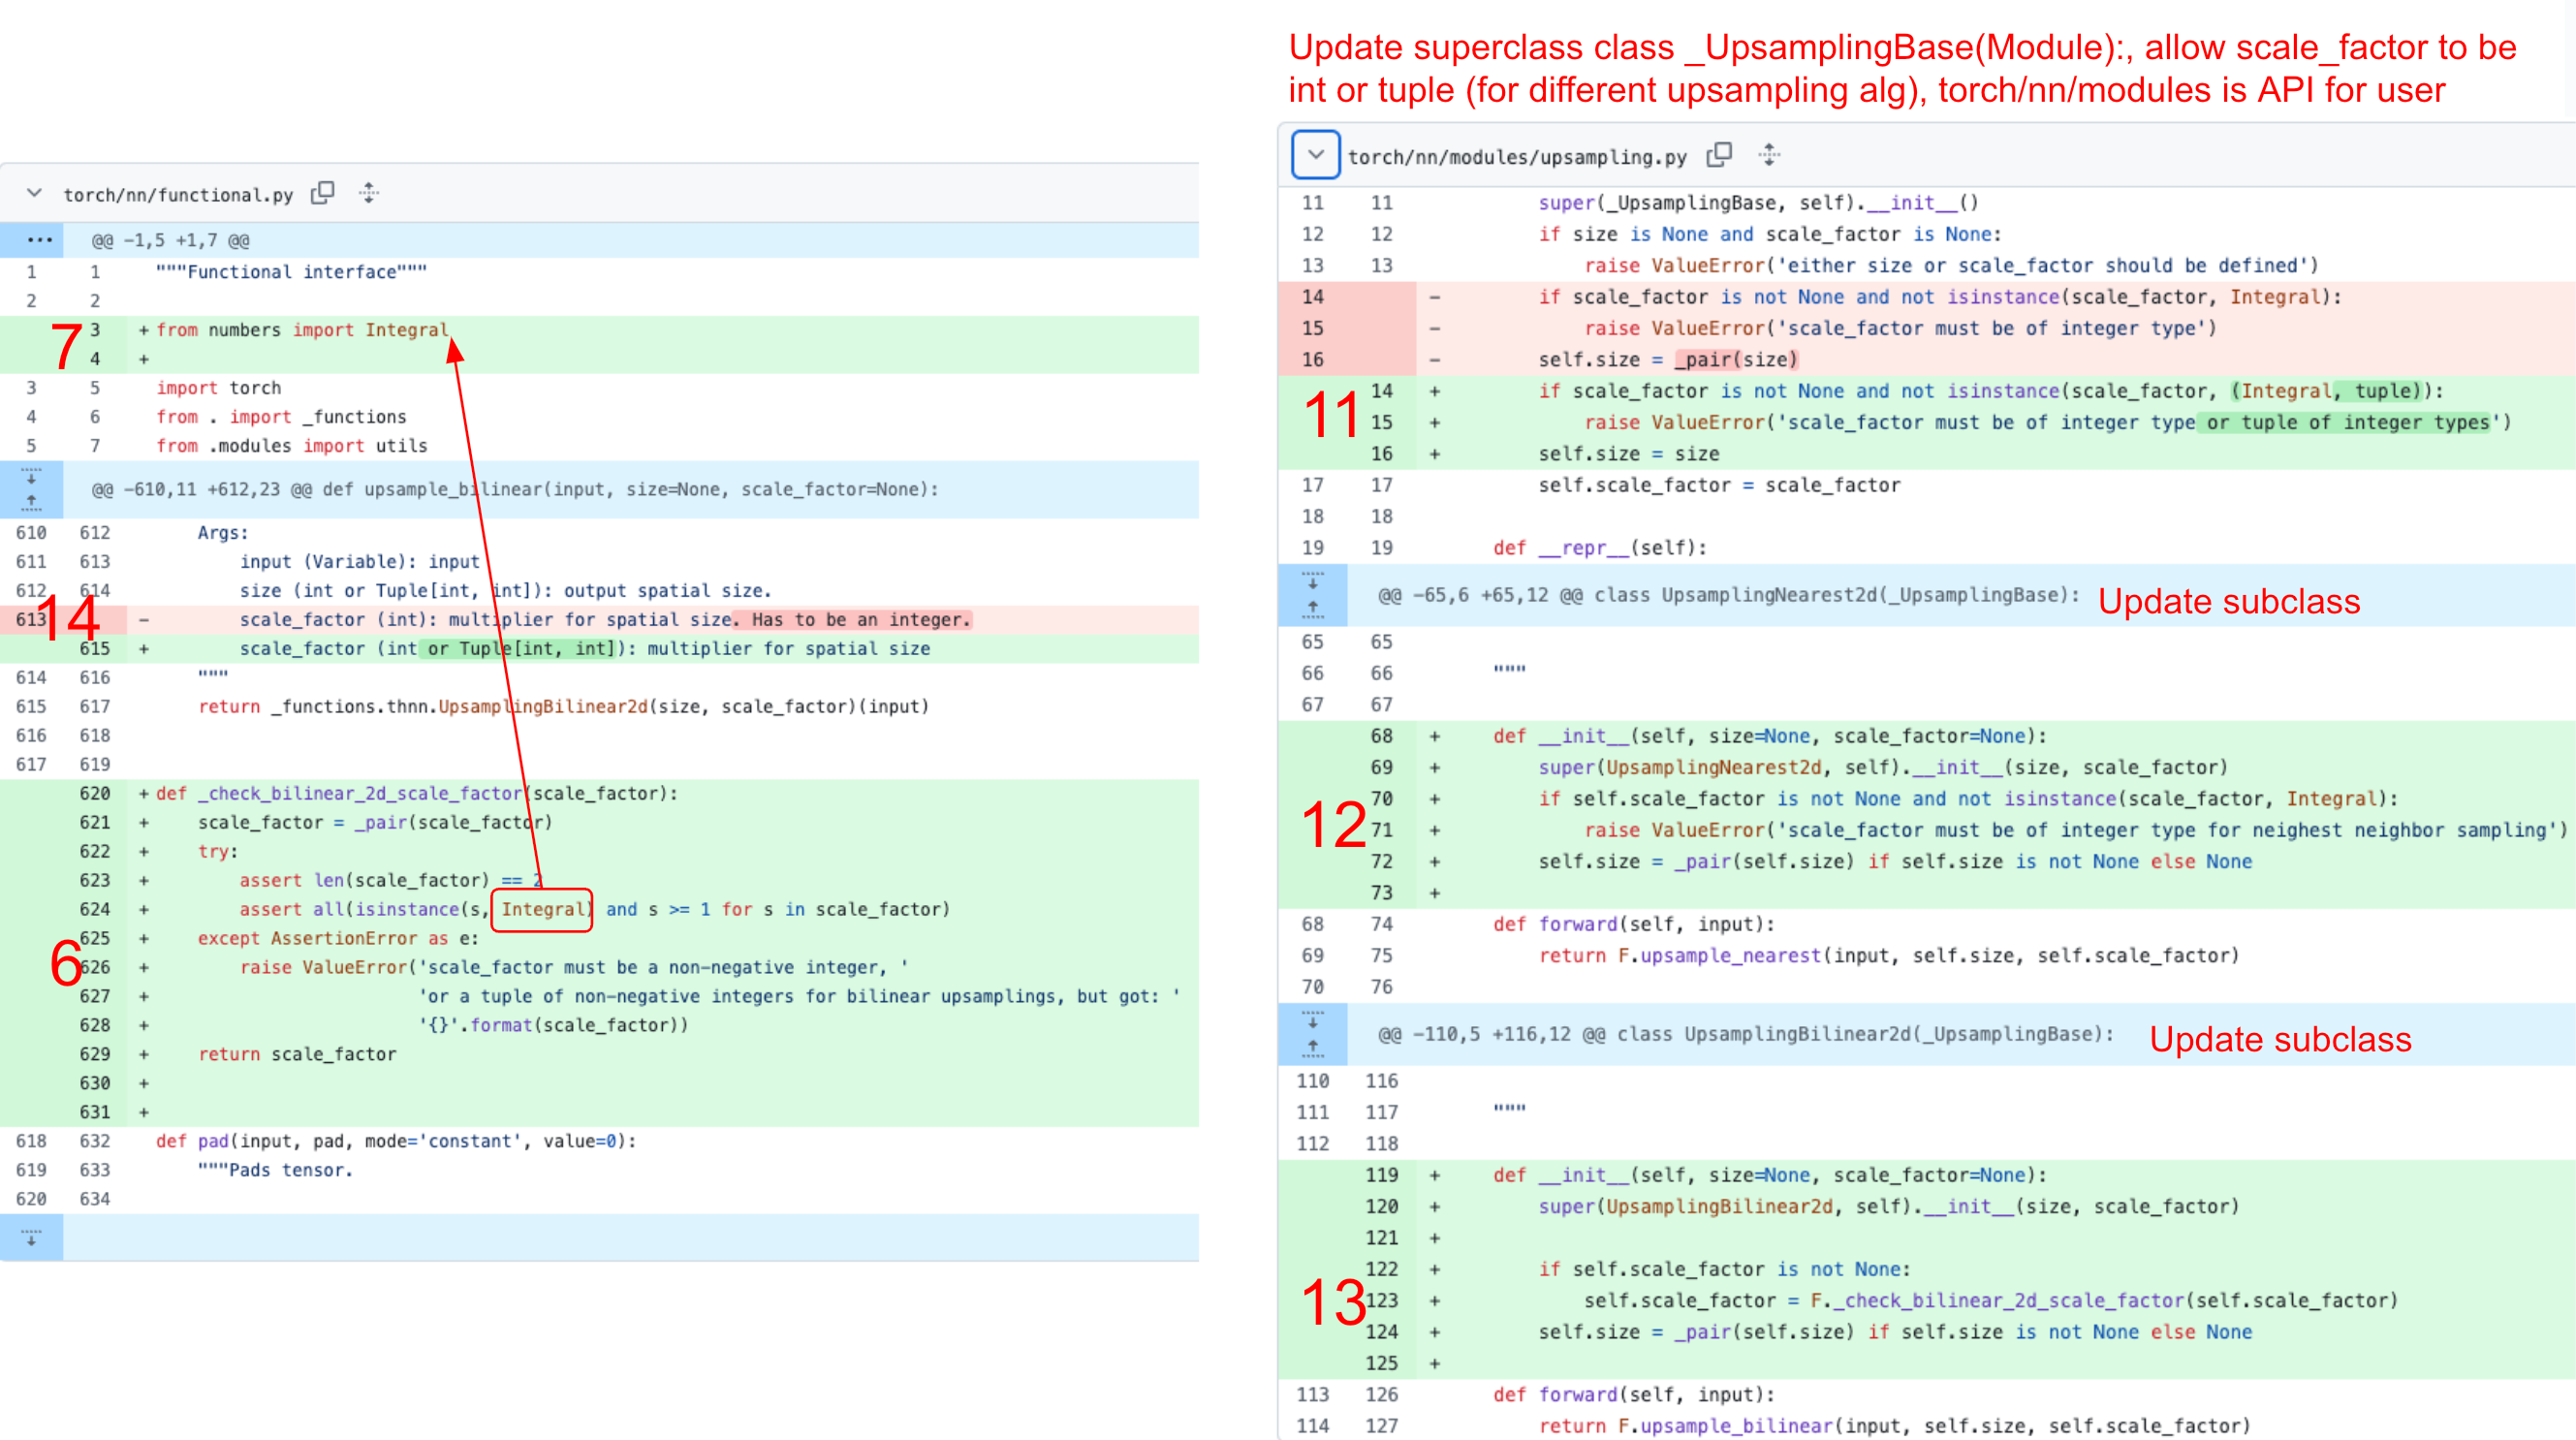 Update superclass class _UpsamplingBase(Module):, allow scale_factor to be
int or tuple (for different upsampling alg), torch/nn/modules is API for user
torch/nn/functional.py
... @@ -1,5 +1,7 @@
1 1 """Functional interface"""
2 2
7 3 + from numbers import Integral
4 +
3 5 import torch
4 6 from . import _functions
5 7 from .modules import utils
@@ -610,11 +612,23 @@ def upsample_bilinear(input, size=None, scale_factor=None):
610 612 Args:
611 613 input (Variable): input
612 614 size (int or Tuple[int, int]): output spatial size.
14 613 - scale_factor (int): multiplier for spatial size. Has to be an integer.
615 + scale_factor (int or Tuple[int, int]): multiplier for spatial size
614 616 """
615 617 return _functions.thnn.UpsamplingBilinear2d(size, scale_factor)(input)
616 618
617 619
620 + def _check_bilinear_2d_scale_factor(scale_factor):
621 + scale_factor = _pair(scale_factor)
622 + try:
623 + assert len(scale_factor) == 2
624 + assert all(isinstance(s, Integral) and s >= 1 for s in scale_factor)
625 + except AssertionError as e:
6 626 + raise ValueError('scale_factor must be a non-negative integer, '
627 + 'or a tuple of non-negative integers for bilinear upsamplings, but got: '
628 + '{}'.format(scale_factor))
629 + return scale_factor
630 +
631 +
618 632 def pad(input, pad, mode='constant', value=0):
619 633 """Pads tensor.
620 634
torch/nn/modules/upsampling.py
11 11 super(_UpsamplingBase, self).__init__()
12 12 if size is None and scale_factor is None:
13 13 raise ValueError('either size or scale_factor should be defined')
14 - if scale_factor is not None and not isinstance(scale_factor, Integral):
15 - raise ValueError('scale_factor must be of integer type')
16 - self.size = _pair(size)
14 + if scale_factor is not None and not isinstance(scale_factor, (Integral, tuple)):
11 15 + raise ValueError('scale_factor must be of integer type or tuple of integer types')
16 + self.size = size
17 17 self.scale_factor = scale_factor
18 18
19 19 def __repr__(self):
@@ -65,6 +65,12 @@ class UpsamplingNearest2d(_UpsamplingBase): Update subclass
65 65
66 66 """
67 67
68 + def __init__(self, size=None, scale_factor=None):
69 + super(UpsamplingNearest2d, self).__init__(size, scale_factor)
70 + if self.scale_factor is not None and not isinstance(scale_factor, Integral):
12 71 + raise ValueError('scale_factor must be of integer type for neighest neighbor sampling')
72 + self.size = _pair(self.size) if self.size is not None else None
73 +
68 74 def forward(self, input):
69 75 return F.upsample_nearest(input, self.size, self.scale_factor)
70 76
@@ -110,5 +116,12 @@ class UpsamplingBilinear2d(_UpsamplingBase): Update subclass
110 116
111 117 """
112 118
119 + def __init__(self, size=None, scale_factor=None):
120 + super(UpsamplingBilinear2d, self).__init__(size, scale_factor)
121 +
122 + if self.scale_factor is not None:
13 123 + self.scale_factor = F._check_bilinear_2d_scale_factor(self.scale_factor)
124 + self.size = _pair(self.size) if self.size is not None else None
125 +
113 126 def forward(self, input):
114 127 return F.upsample_bilinear(input, self.size, self.scale_factor)